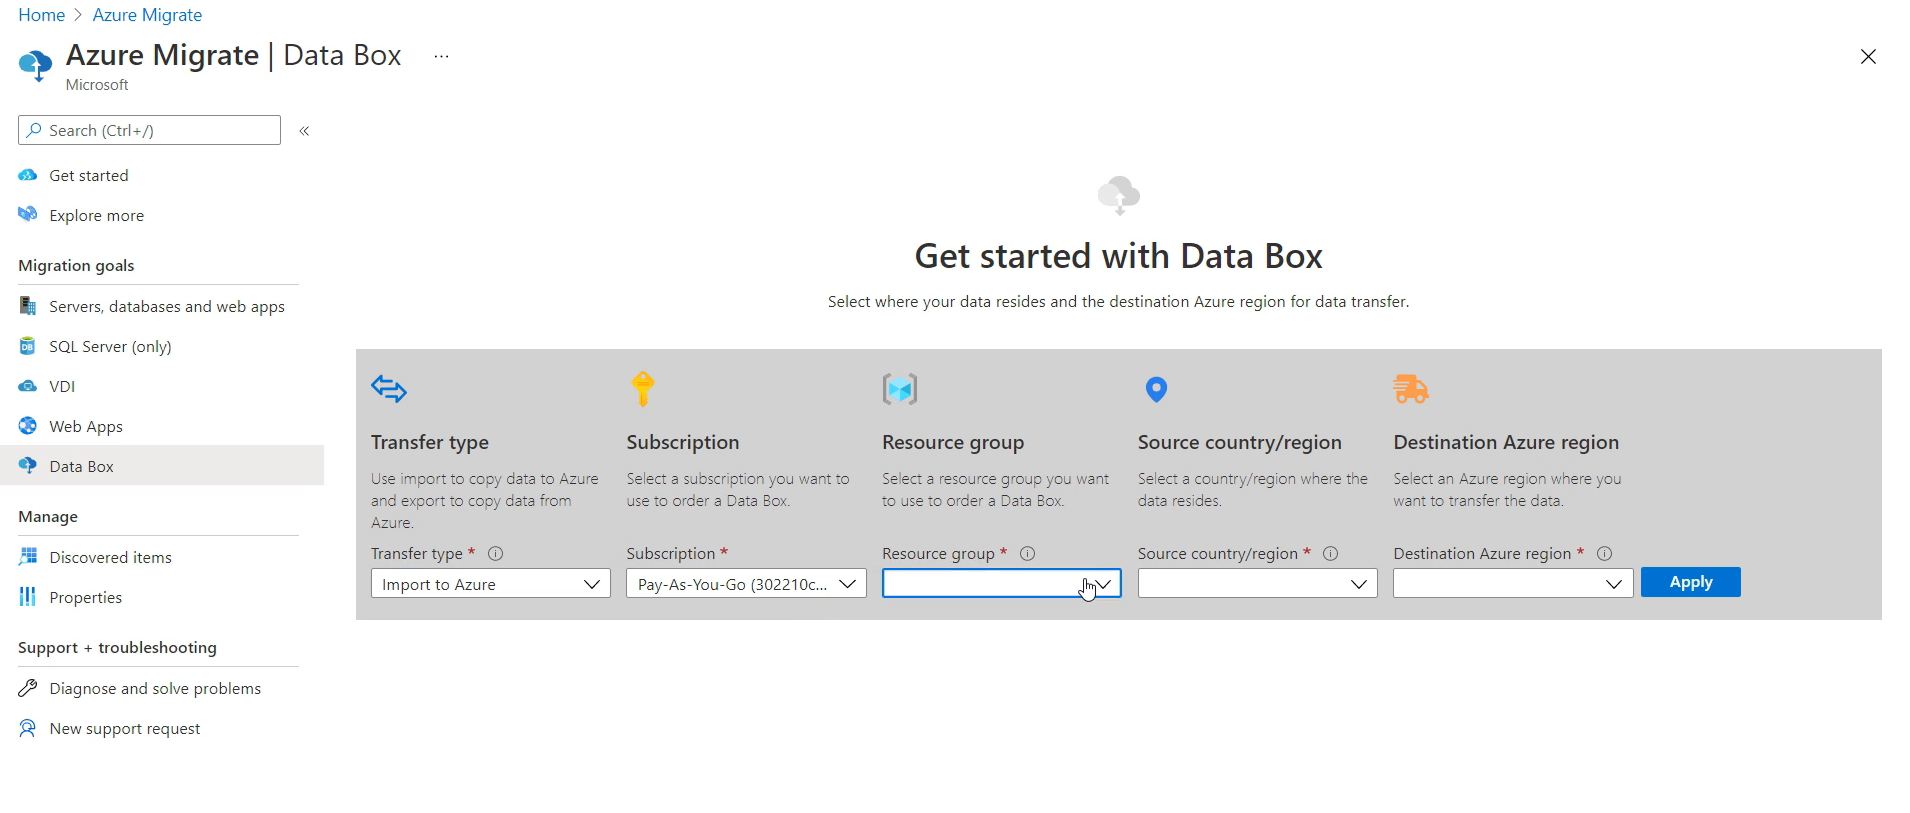 Home > Azure Migrate
Azure Migrate | Data Box ...
Microsoft
Search (Ctrl+/) «
Get started
Explore more
Migration goals
Servers, databases and web apps
SQL Server (only)
VDI
Web Apps
Data Box
Manage
Discovered items
Properties
Support + troubleshooting
Diagnose and solve problems
New support request
Get started with Data Box
Select where your data resides and the destination Azure region for data transfer.
Transfer type
Use import to copy data to Azure
and export to copy data from
Azure.
Transfer type *
Import to Azure
Subscription
Select a subscription you want to
use to order a Data Box.
Subscription *
Pay-As-You-Go (302210c...
Resource group
Select a resource group you want
to use to order a Data Box.
Resource group *
Source country/region
Select a country/region where the
data resides.
Source country/region *
Destination Azure region
Select an Azure region where you
want to transfer the data.
Destination Azure region *
Apply